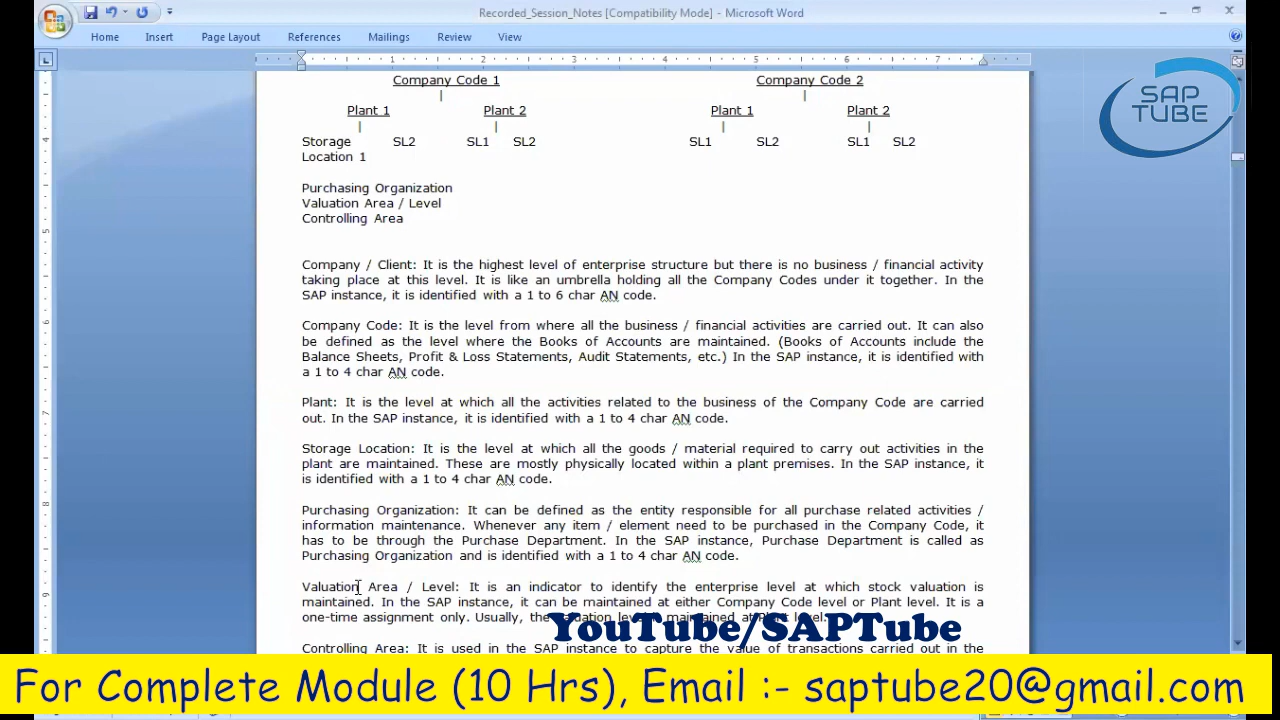 Recorded_Session_Notes [Compatibility Mode] - Microsoft Word
Home Insert Page Layout References Mailings Review View
1 2 3 4 5 6 7
SAP
TUBE
Company Code 1 Company Code 2
Plant 1 Plant 2 Plant 1 Plant 2
Storage SL2 SL1 SL2 SL1 SL2 SL1 SL2
Location 1
Purchasing Organization
Valuation Area / Level
Controlling Area
Company / Client: It is the highest level of enterprise structure but there is no business / financial activity
taking place at this level. It is like an umbrella holding all the Company Codes under it together. In the
SAP instance, it is identified with a 1 to 6 char AN code.
Company Code: It is the level from where all the business / financial activities are carried out. It can also
be defined as the level where the Books of Accounts are maintained. (Books of Accounts include the
Balance Sheets, Profit & Loss Statements, Audit Statements, etc.) In the SAP instance, it is identified with
a 1 to 4 char AN code.
Plant: It is the level at which all the activities related to the business of the Company Code are carried
out. In the SAP instance, it is identified with a 1 to 4 char AN code.
Storage Location: It is the level at which all the goods / material required to carry out activities in the
plant are maintained. These are mostly physically located within a plant premises. In the SAP instance, it
is identified with a 1 to 4 char AN code.
Purchasing Organization: It can be defined as the entity responsible for all purchase related activities /
information maintenance. Whenever any item / element need to be purchased in the Company Code, it
has to be through the Purchase Department. In the SAP instance, Purchase Department is called as
Purchasing Organization and is identified with a 1 to 4 char AN code.
Valuation Area / Level: It is an indicator to identify the enterprise level at which stock valuation is
maintained. In the SAP instance, it can be maintained at either Company Code level or Plant level. It is a
one-time assignment only. Usually, the valuation level is maintained at Plant level.
YouTube/SAPTube
Controlling Area: It is used in the SAP instance to capture the value of transactions carried out in the
For Complete Module (10 Hrs), Email :- saptube20@gmail.com